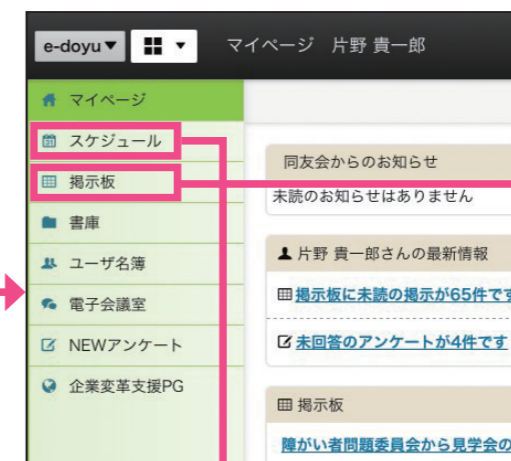 e-doyu▼ ▼ マイページ 片野 貴一郎
マイページ
スケジュール
掲示板
書庫
ユーザ名簿
電子会議室
NEWアンケート
企業変革支援PG
同友会からのお知らせ
未読のお知らせはありません
片野 貴一郎さんの最新情報
掲示板に未読の掲示が65件です
未回答のアンケートが4件です
掲示板
障がい者問題委員会から見学会の